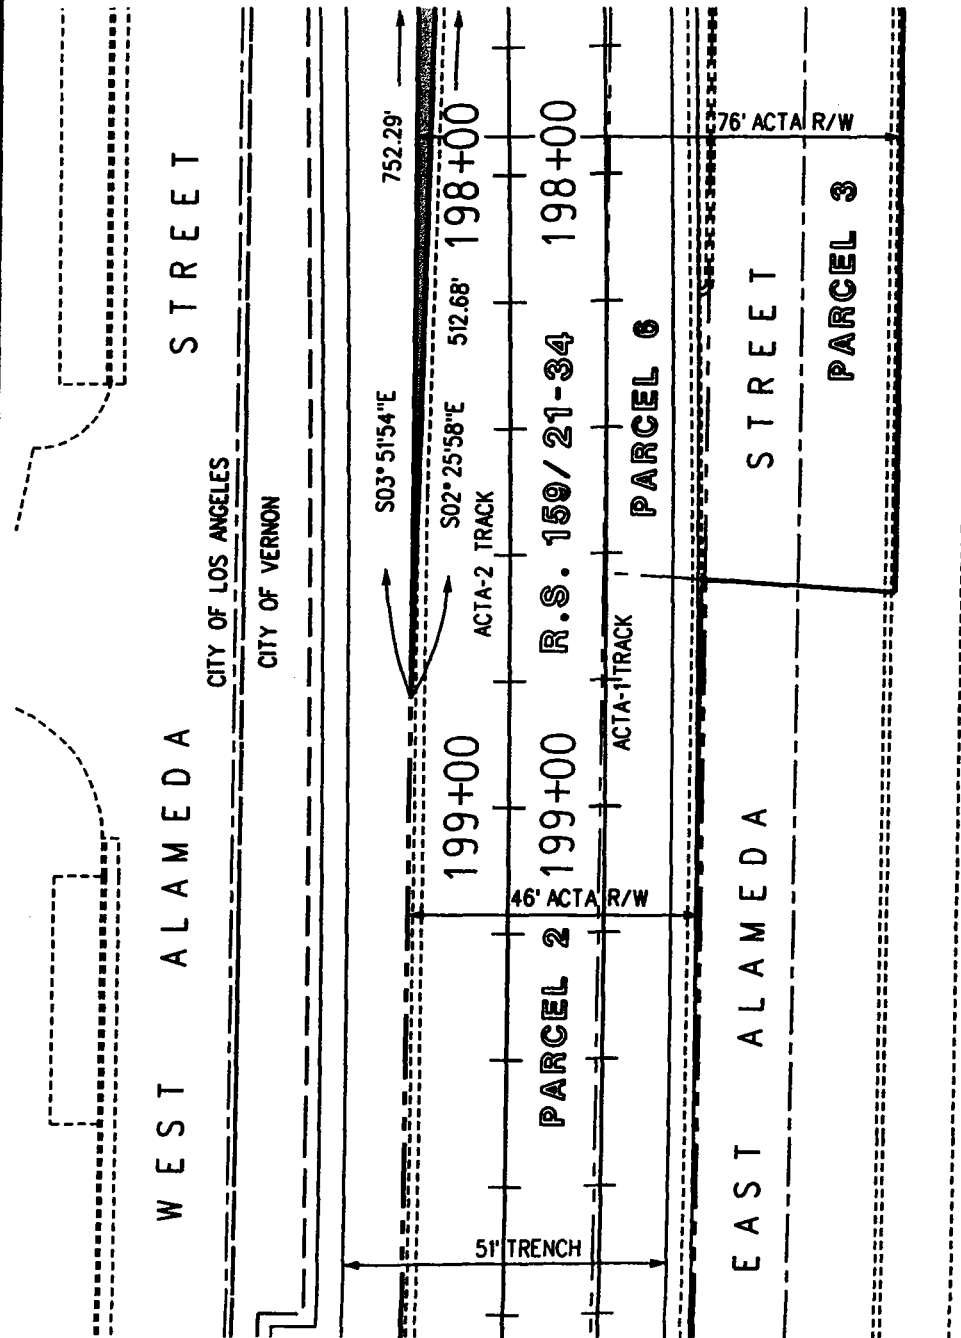 WEST ALAMEDA STREET
CITY OF LOS ANGELES
CITY OF VERNON
S03°51'54"E 752.29'
S02°25'58"E 512.68'
ACTA-2 TRACK
199+00 198+00
PARCEL 2 R.S. 159/21-34
199+00 198+00
ACTA-1 TRACK
PARCEL 6
EAST ALAMEDA STREET
PARCEL 3
76' ACTA R/W
46' ACTA R/W
51' TRENCH